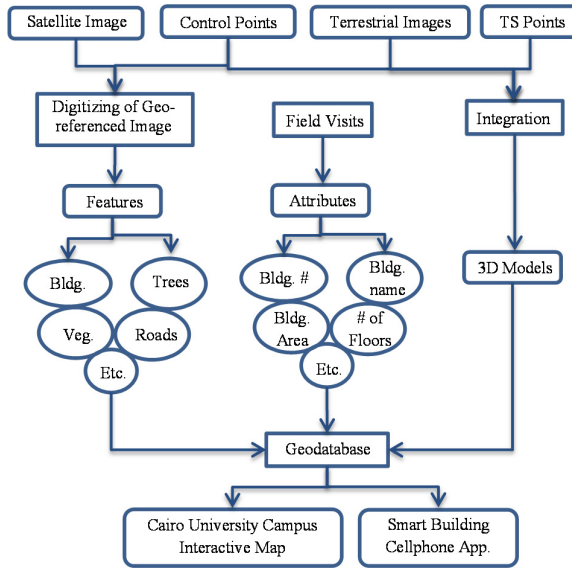 Satellite Image
Control Points
Terrestrial Images
TS Points
Digitizing of Geo-
referenced Image
Field Visits
Integration
Features
Attributes
3D Models
Bldg.
Trees
Veg.
Roads
Etc.
Bldg. #
Bldg.
name
Bldg.
Area
# of
Floors
Etc.
Geodatabase
Cairo University Campus
Interactive Map
Smart Building
Cellphone App.